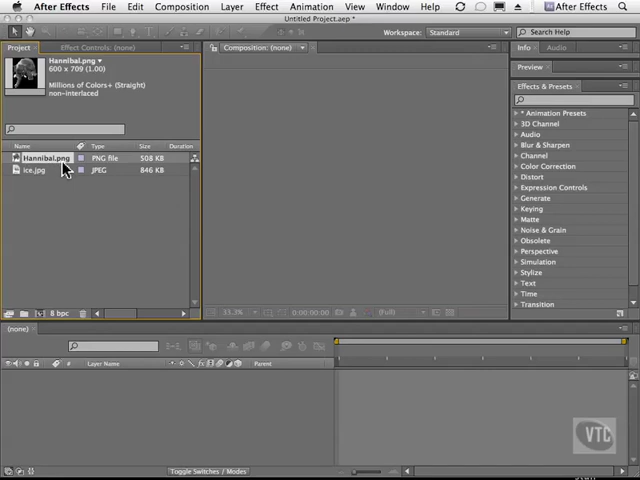 After Effects File Edit Composition Layer Effect Animation View Window Help After Effects
Untitled Project.aep *
Workspace: Standard Search Help
Project Effect Controls: (none) Composition: (none) Info Audio
Hannibal.png
600 x 709 (1.00)
Millions of Colors+ (Straight)
non-interlaced
Preview
Effects & Presets
* Animation Presets
3D Channel
Audio
Blur & Sharpen
Channel
Color Correction
Distort
Expression Controls
Generate
Keying
Matte
Noise & Grain
Obsolete
Perspective
Simulation
Stylize
Text
Time
Transition
Name Type Size Duration
Hannibal.png PNG file 508 KB
ice.jpg JPEG 846 KB
8 bpc 33.3% 0:00:00:00 (Full)
(none)
# Layer Name Parent
VTC
Toggle Switches / Modes